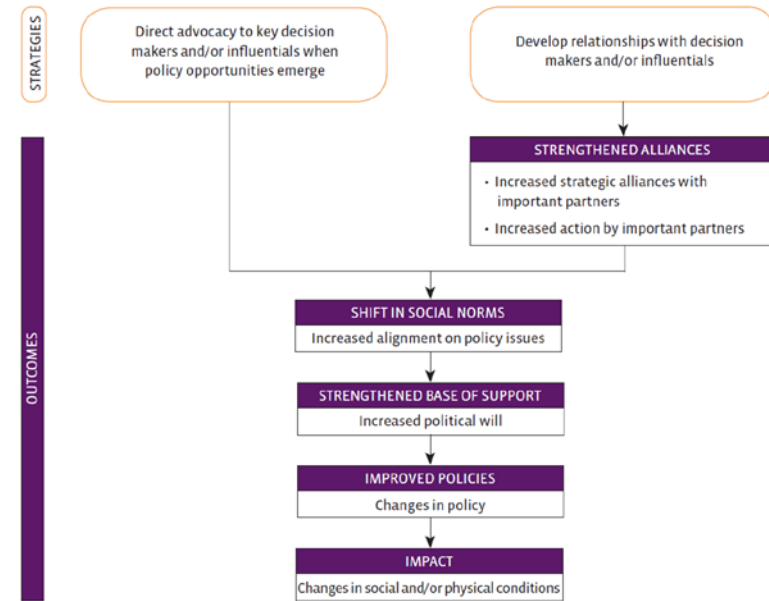 STRATEGIES
Direct advocacy to key decision
makers and/or influentials when
policy opportunities emerge
Develop relationships with decision
makers and/or influentials
OUTCOMES
STRENGTHENED ALLIANCES
• Increased strategic alliances with
important partners
• Increased action by important partners
SHIFT IN SOCIAL NORMS
Increased alignment on policy issues
STRENGTHENED BASE OF SUPPORT
Increased political will
IMPROVED POLICIES
Changes in policy
IMPACT
Changes in social and/or physical conditions